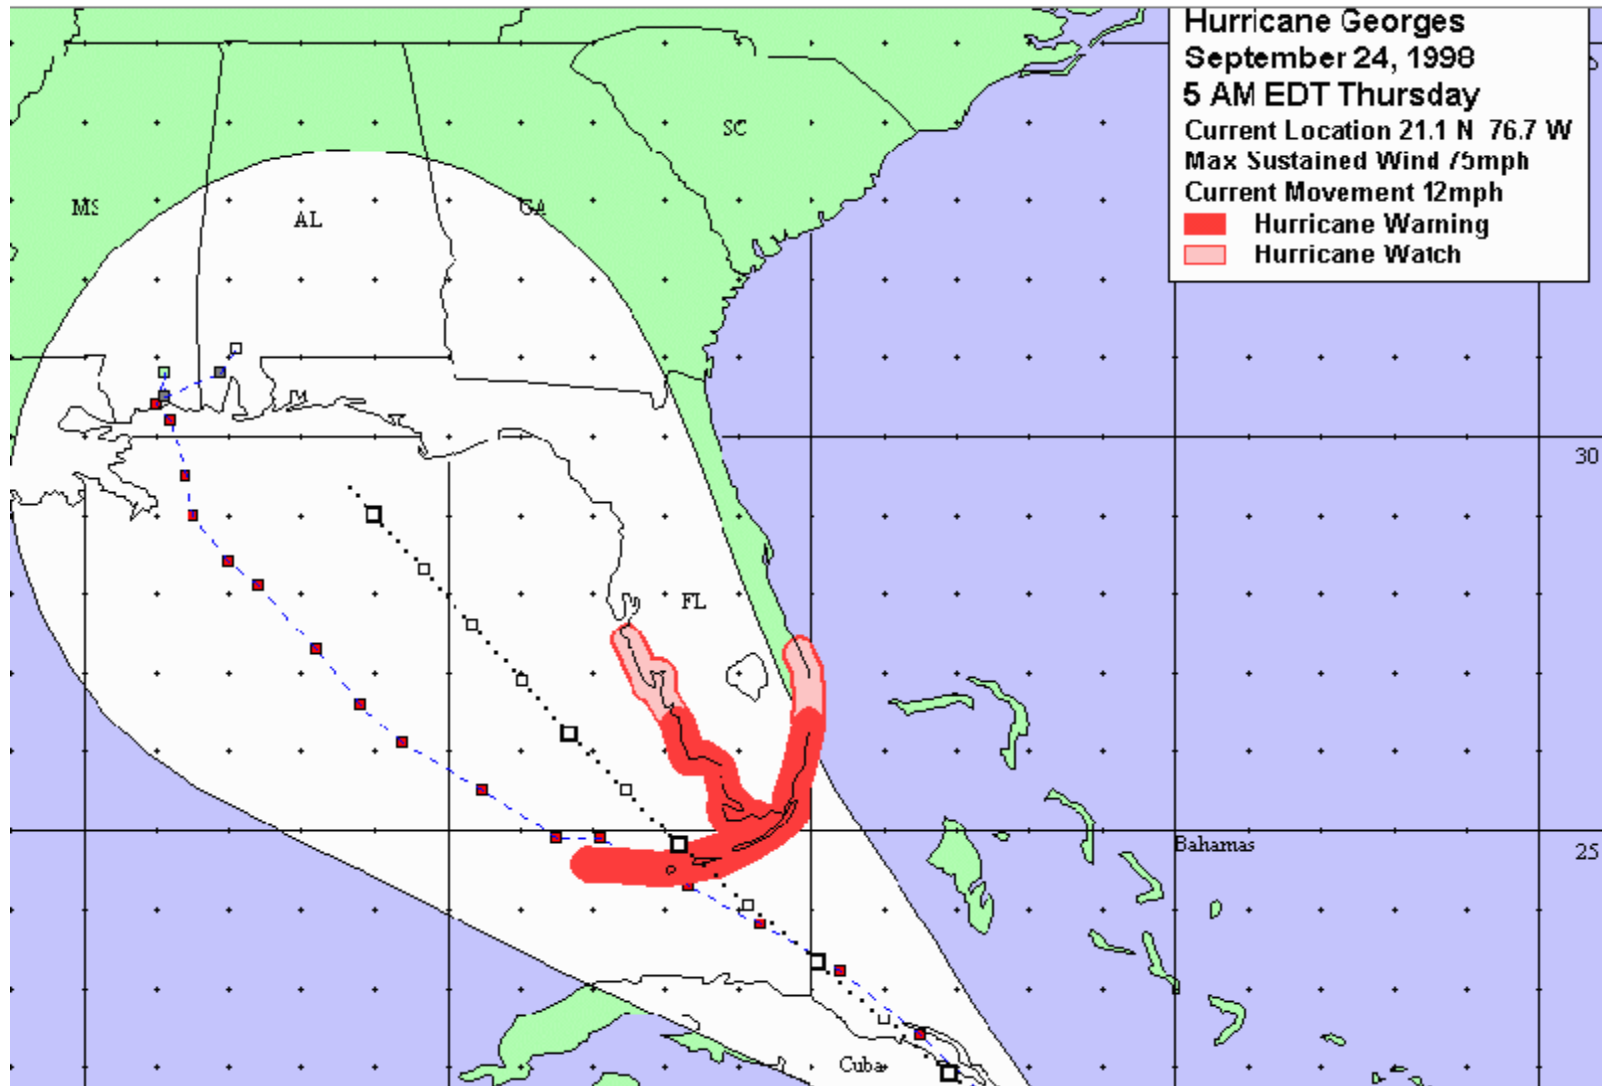 Hurricane Georges
September 24, 1998
5 AM EDT Thursday
Current Location 21.1 N 76.7 W
Max Sustained Wind 75mph
Current Movement 12mph
Hurricane Warning
Hurricane Watch
SC
MS
AL
GA
30
FL
Bahamas
25
Cuba